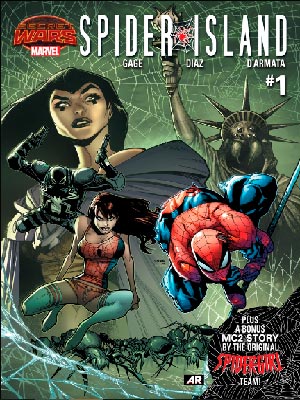 SECRET
WARS
MARVEL
SPIDER ISLAND
GAGE DIAZ D'ARMATA
#1
PLUS
A BONUS
MC2 STORY
BY THE ORIGINAL
SPIDER-GIRL
TEAM!
AR